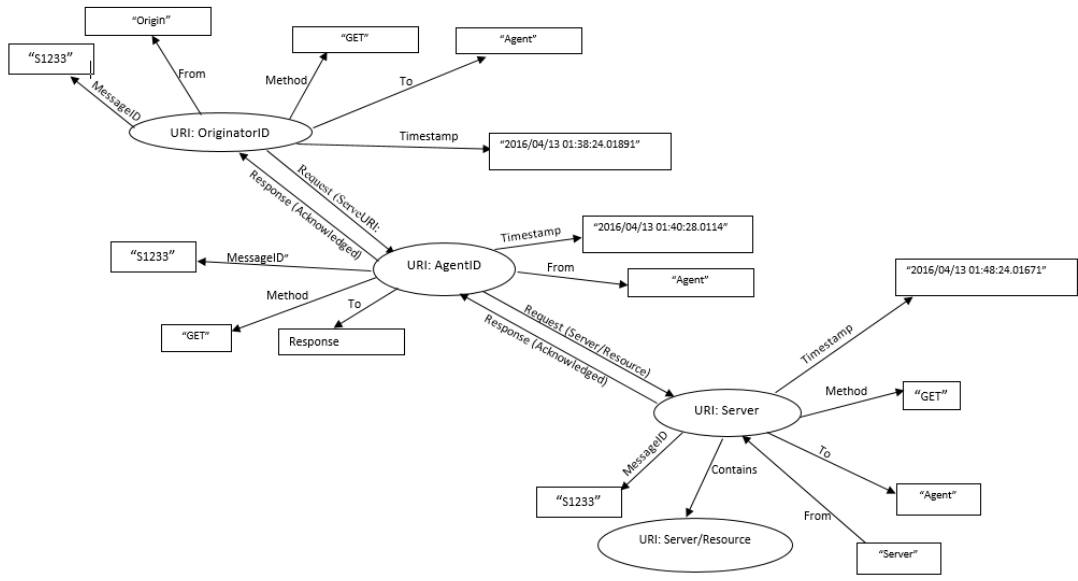 “Origin”
“S1233”
“GET”
“Agent”
From
Method
To
MessageID
URI: OriginatorID
Timestamp
“2016/04/13 01:38:24.01891”
Request (ServeURI:
Response (Acknowledged)
“S1233”
MessageID”
URI: AgentID
Timestamp
“2016/04/13 01:40:28.0114”
From
“Agent”
Method
To
“GET”
Response
Request (Server/Resource)
Response (Acknowledged)
“2016/04/13 01:48:24.01671”
Timestamp
URI: Server
Method
“GET”
MessageID
Contains
To
“S1233”
“Agent”
From
URI: Server/Resource
“Server”